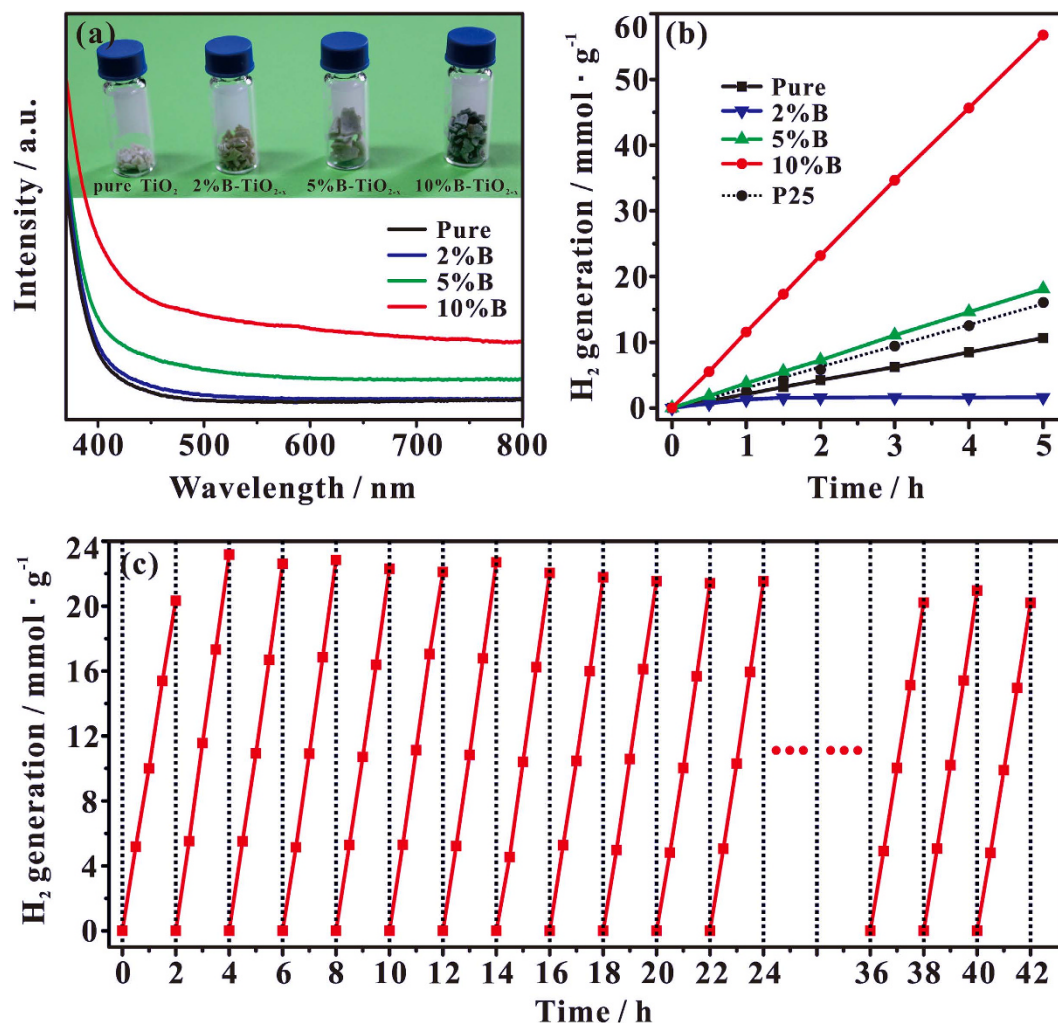 (a)
pure TiO₂ 2%B-TiO₂₋ₓ 5%B-TiO₂₋ₓ 10%B-TiO₂₋ₓ
Pure
2%B
5%B
10%B
Intensity / a.u.
400 500 600 700 800
Wavelength / nm
(b)
60
50
40
30
20
10
0
Pure
2%B
5%B
10%B
P25
H₂ generation / mmol · g⁻¹
0 1 2 3 4 5
Time / h
(c)
24
20
16
12
8
4
0
H₂ generation / mmol · g⁻¹
0 2 4 6 8 10 12 14 16 18 20 22 24 36 38 40 42
Time / h